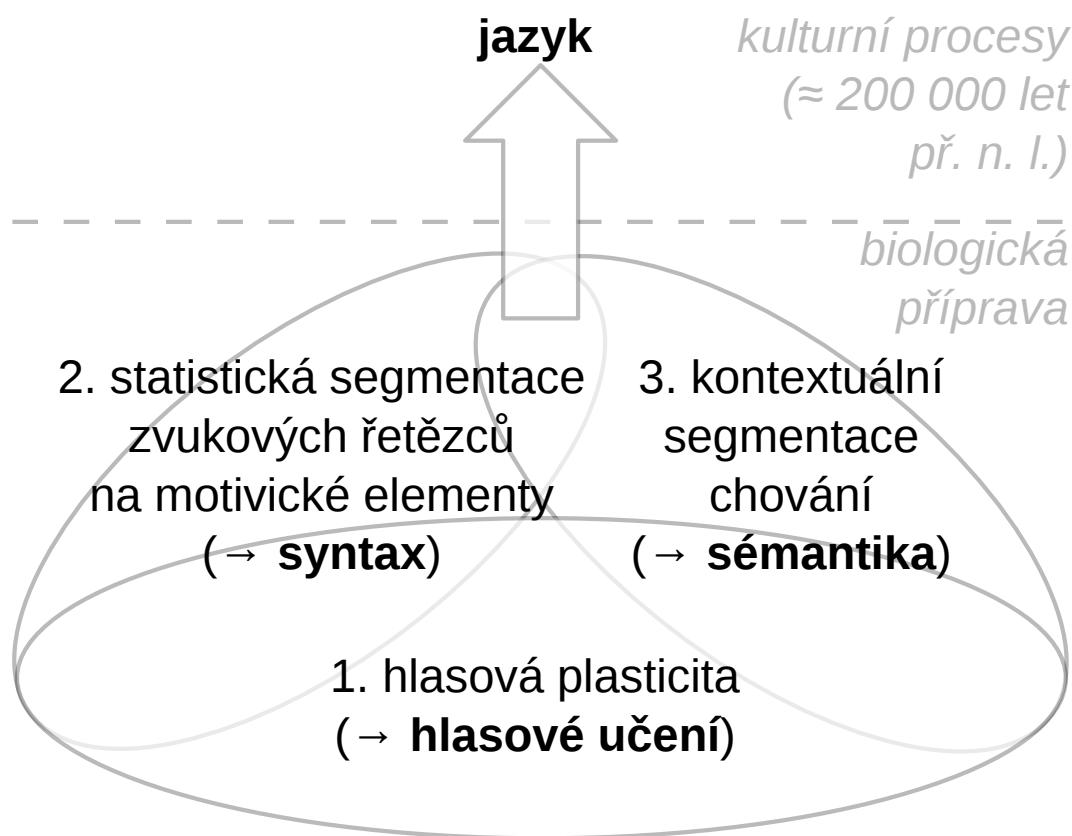 jazyk
kulturní procesy
(≈ 200 000 let
př. n. l.)
biologická
příprava
2. statistická segmentace
zvukových řetězců
na motivické elementy
(→ syntax)
3. kontextuální
segmentace
chování
(→ sémantika)
1. hlasová plasticita
(→ hlasové učení)